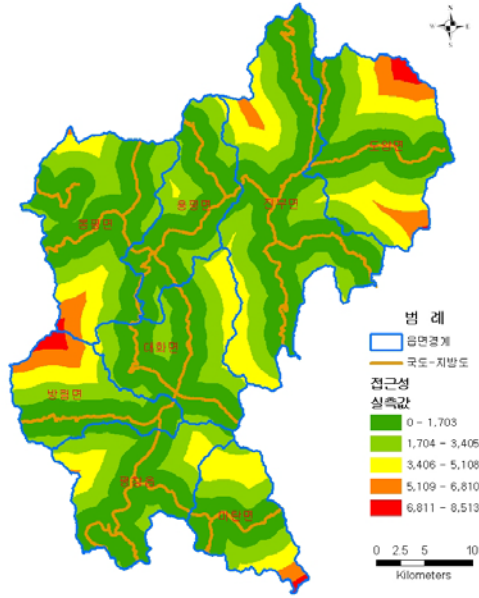 N
W E
S
도암면
용평면
진부면
봉평면
대화면
방림면
평창읍
미탄면
범 례
읍면경계
국도-지방도
접근성
실측값
0 - 1,703
1,704 - 3,405
3,406 - 5,108
5,109 - 6,810
6,811 - 8,513
0 2.5 5 10
Kilometers